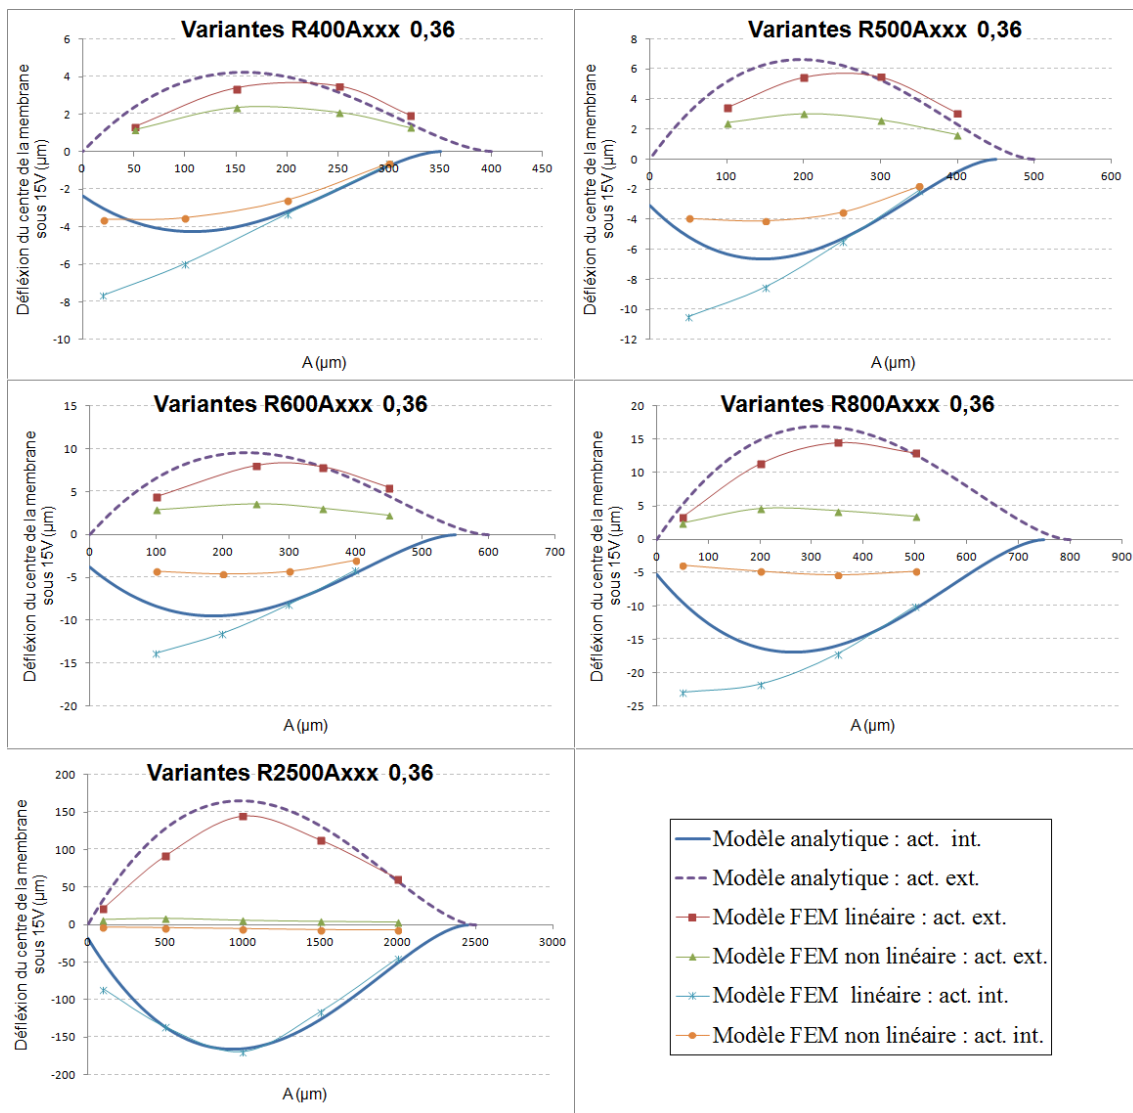 Variantes R400Axxx 0,36
Défléxion du centre de la membrane
sous 15V (µm)
6
4
2
0
-2
-4
-6
-8
-10
0 50 100 150 200 250 300 350 400 450
A (µm)
Variantes R500Axxx 0,36
Défléxion du centre de la membrane
sous 15V (µm)
8
6
4
2
0
-2
-4
-6
-8
-10
-12
0 100 200 300 400 500 600
A (µm)
Variantes R600Axxx 0,36
Défléxion du centre de la membrane
sous 15V (µm)
15
10
5
0
-5
-10
-15
-20
0 100 200 300 400 500 600 700
A (µm)
Variantes R800Axxx 0,36
Défléxion du centre de la membrane
sous 15V (µm)
20
15
10
5
0
-5
-10
-15
-20
-25
0 100 200 300 400 500 600 700 800 900
A (µm)
Variantes R2500Axxx 0,36
Défléxion du centre de la membrane
sous 15V (µm)
200
150
100
50
0
-50
-100
-150
-200
0 500 1000 1500 2000 2500 3000
A (µm)
Modèle analytique : act. int.
Modèle analytique : act. ext.
Modèle FEM linéaire : act. ext.
Modèle FEM non linéaire : act. ext.
Modèle FEM linéaire : act. int.
Modèle FEM non linéaire : act. int.